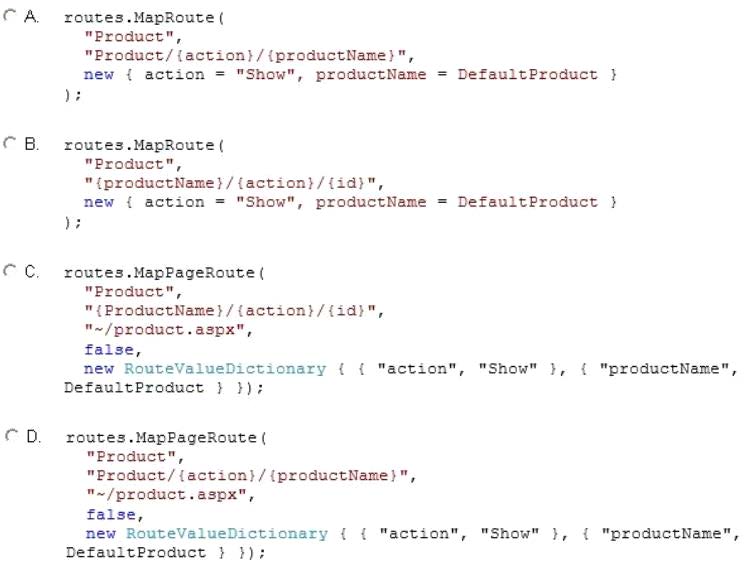 A. routes.MapRoute(
"Product",
"Product/{action}/{productName}",
new { action = "Show", productName = DefaultProduct }
);
B. routes.MapRoute(
"Product",
"{productName}/{action}/{id}",
new { action = "Show", productName = DefaultProduct }
);
C. routes.MapPageRoute(
"Product",
"{ProductName}/{action}/{id}",
"~/product.aspx",
false,
new RouteValueDictionary { { "action", "Show" }, { "productName",
DefaultProduct } });
D. routes.MapPageRoute(
"Product",
"Product/{action}/{productName}",
"~/product.aspx",
false,
new RouteValueDictionary { { "action", "Show" }, { "productName",
DefaultProduct } });